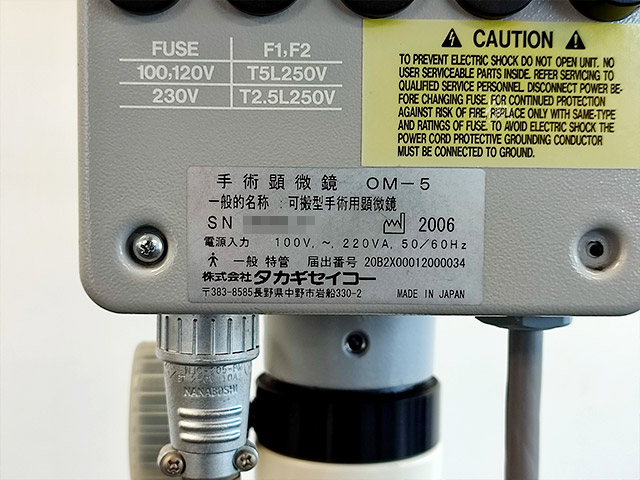 FUSE F1,F2
100,120V T5L250V
230V T2.5L250V
CAUTION
TO PREVENT ELECTRIC SHOCK DO NOT OPEN UNIT. NO
USER SERVICEABLE PARTS INSIDE. REFER SERVICING TO
QUALIFIED SERVICE PERSONNEL. DISCONNECT POWER BE-
FORE CHANGING FUSE. FOR CONTINUED PROTECTION
AGAINST RISK OF FIRE, REPLACE ONLY WITH SAME-TYPE
AND RATINGS OF FUSE. TO AVOID ELECTRIC SHOCK THE
POWER CORD PROTECTIVE GROUNDING CONDUCTOR
MUST BE CONNECTED TO GROUND.
手術顕微鏡 OM-5
一般的名称:可搬型手術用顕微鏡
SN 2006
電源入力 100V, ~, 220VA, 50/60Hz
一般 特管 届出番号 20B2X00012000034
株式会社 タカギセイコー
〒383-8585長野県中野市岩船330-2 MADE IN JAPAN
NANABOSHI